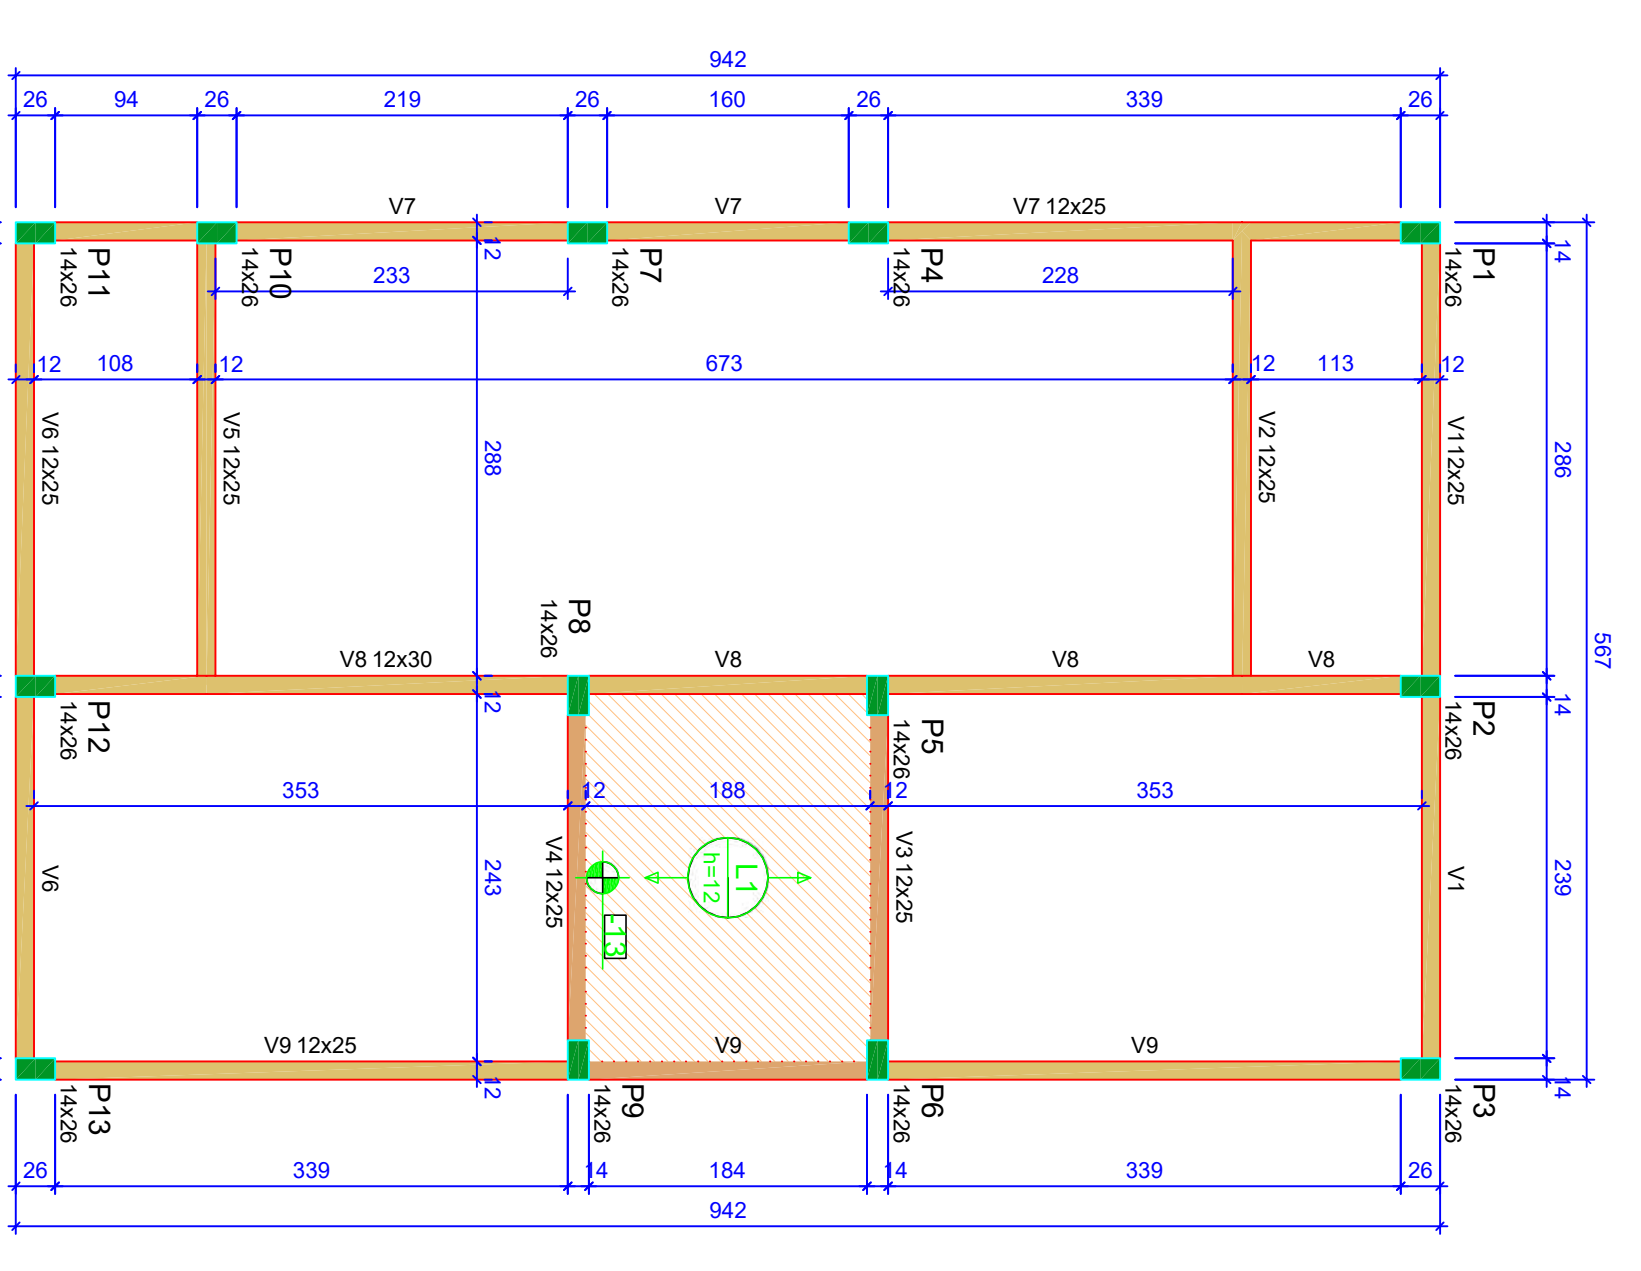 942
26
94
26
219
26
160
26
339
26
V7
V7
V7 12x25
12
14
P11
14x26
P10
14x26
P7
14x26
P4
14x26
P1
14x26
233
228
12
108
12
673
12
113
12
V6 12x25
V5 12x25
288
V2 12x25
V1 12x25
286
567
P8
14x26
V8 12x30
V8
V8
V8
12
14
P12
14x26
P5
14x26
P2
14x26
353
12
188
12
353
V6
243
V4 12x25
L1
h=12
-13
V3 12x25
V1
239
V9 12x25
V9
V9
12
14
P13
14x26
P9
14x26
P6
14x26
P3
14x26
26
339
14
184
14
339
26
942